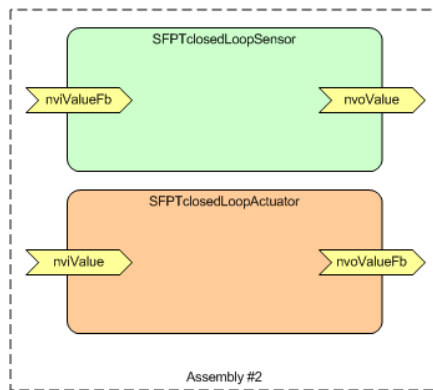 SFPTclosedLoopSensor
nviValueFb
nvoValue
SFPTclosedLoopActuator
nviValue
nvoValueFb
Assembly #2